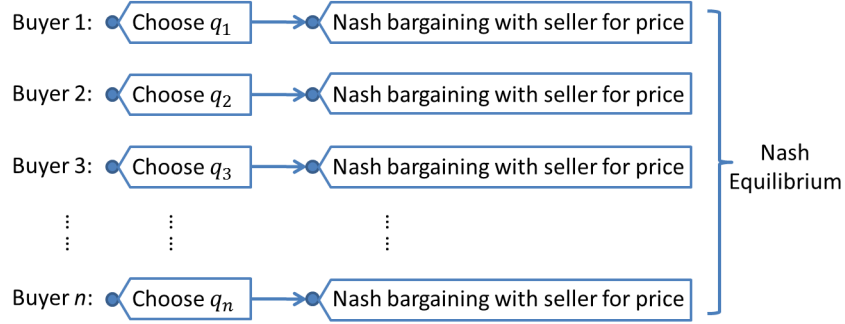 Buyer 1: Choose q₁ Nash bargaining with seller for price
Buyer 2: Choose q₂ Nash bargaining with seller for price
Buyer 3: Choose q₃ Nash bargaining with seller for price
Nash
Equilibrium
⋮ ⋮ ⋮
Buyer n: Choose qₙ Nash bargaining with seller for price